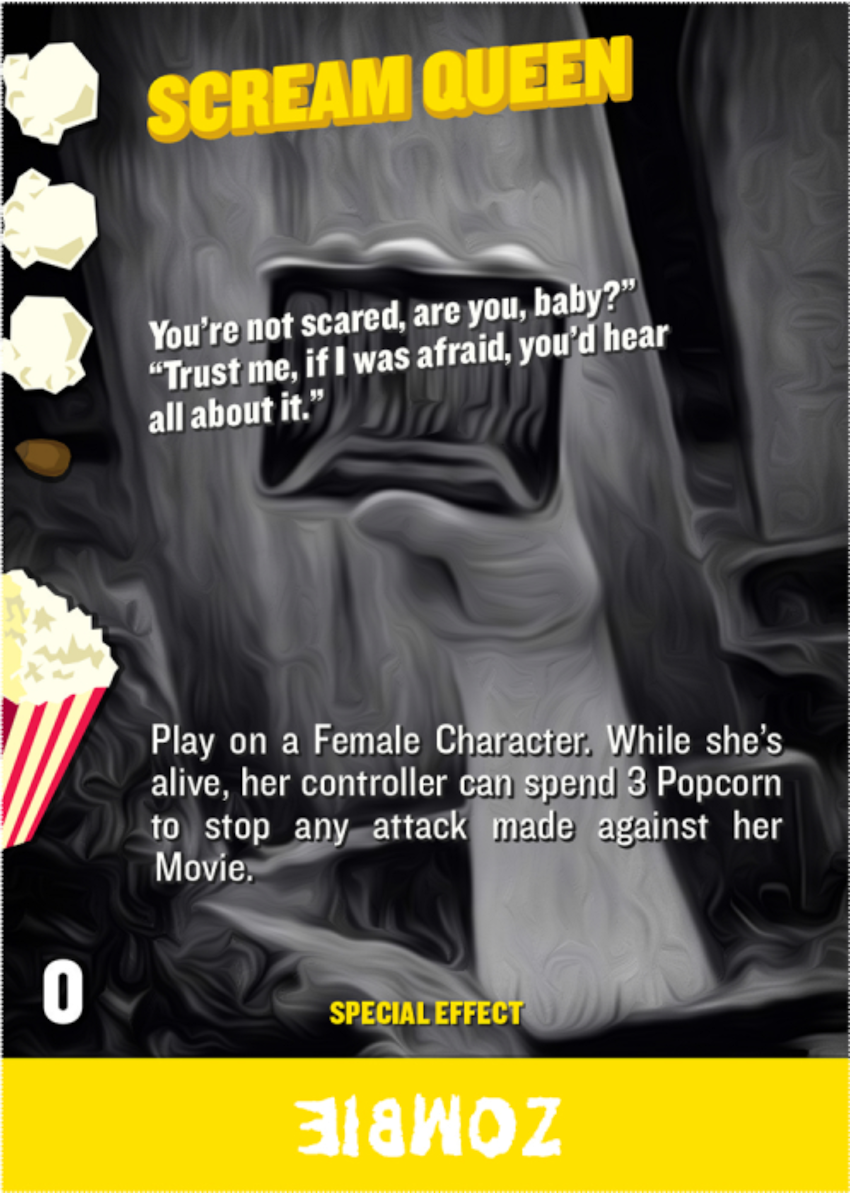 SCREAM QUEEN
You’re not scared, are you, baby?”
“Trust me, if I was afraid, you’d hear
all about it.”
Play on a Female Character. While she’s
alive, her controller can spend 3 Popcorn
to stop any attack made against her
Movie.
0
SPECIAL EFFECT
ZOMBIE